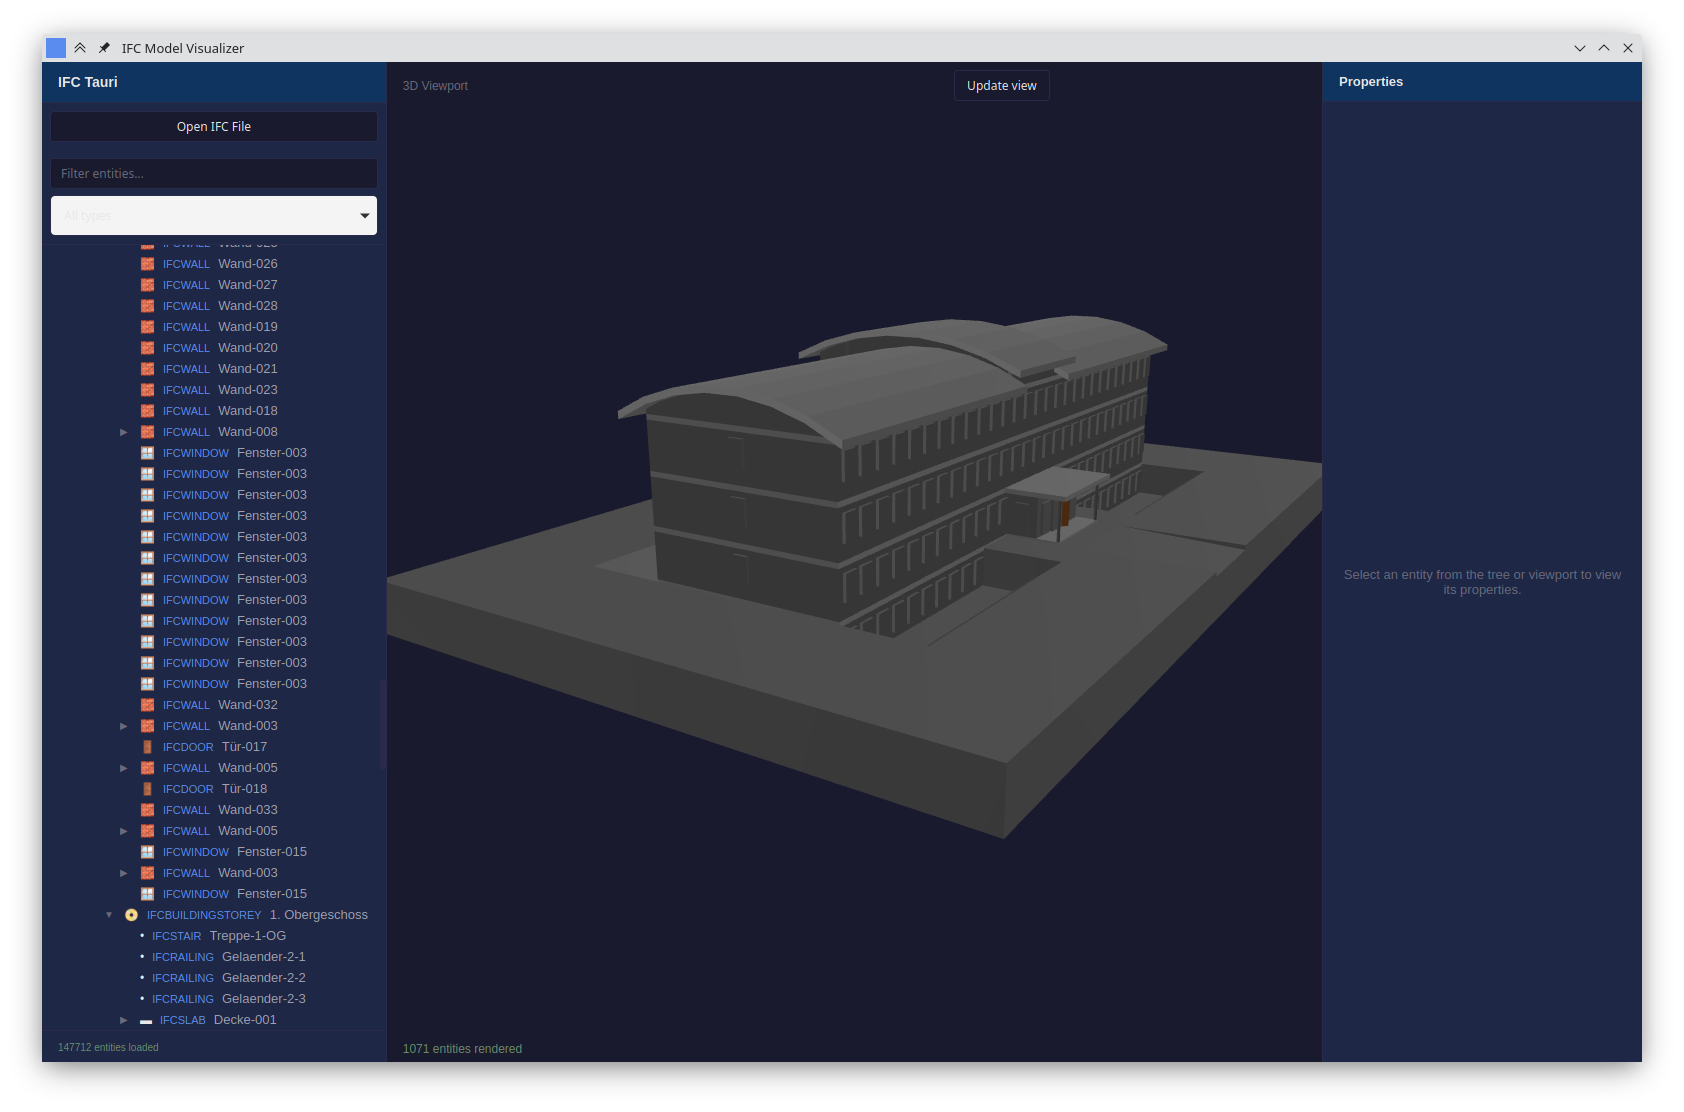 IFC Model Visualizer
IFC Tauri
Open IFC File
Filter entities...
All types
IFCWALL Wand-026
IFCWALL Wand-027
IFCWALL Wand-028
IFCWALL Wand-019
IFCWALL Wand-020
IFCWALL Wand-021
IFCWALL Wand-023
IFCWALL Wand-018
IFCWALL Wand-008
IFCWINDOW Fenster-003
IFCWINDOW Fenster-003
IFCWINDOW Fenster-003
IFCWINDOW Fenster-003
IFCWINDOW Fenster-003
IFCWINDOW Fenster-003
IFCWINDOW Fenster-003
IFCWINDOW Fenster-003
IFCWINDOW Fenster-003
IFCWINDOW Fenster-003
IFCWINDOW Fenster-003
IFCWINDOW Fenster-003
IFCWALL Wand-032
IFCWALL Wand-003
IFCDOOR Tür-017
IFCWALL Wand-005
IFCDOOR Tür-018
IFCWALL Wand-033
IFCWALL Wand-005
IFCWINDOW Fenster-015
IFCWALL Wand-003
IFCWINDOW Fenster-015
IFCBUILDINGSTOREY 1. Obergeschoss
• IFCSTAIR Treppe-1-OG
• IFCRAILING Gelaender-2-1
• IFCRAILING Gelaender-2-2
• IFCRAILING Gelaender-2-3
IFCSLAB Decke-001
147712 entities loaded
3D Viewport
Update view
1071 entities rendered
Properties
Select an entity from the tree or viewport to view
its properties.